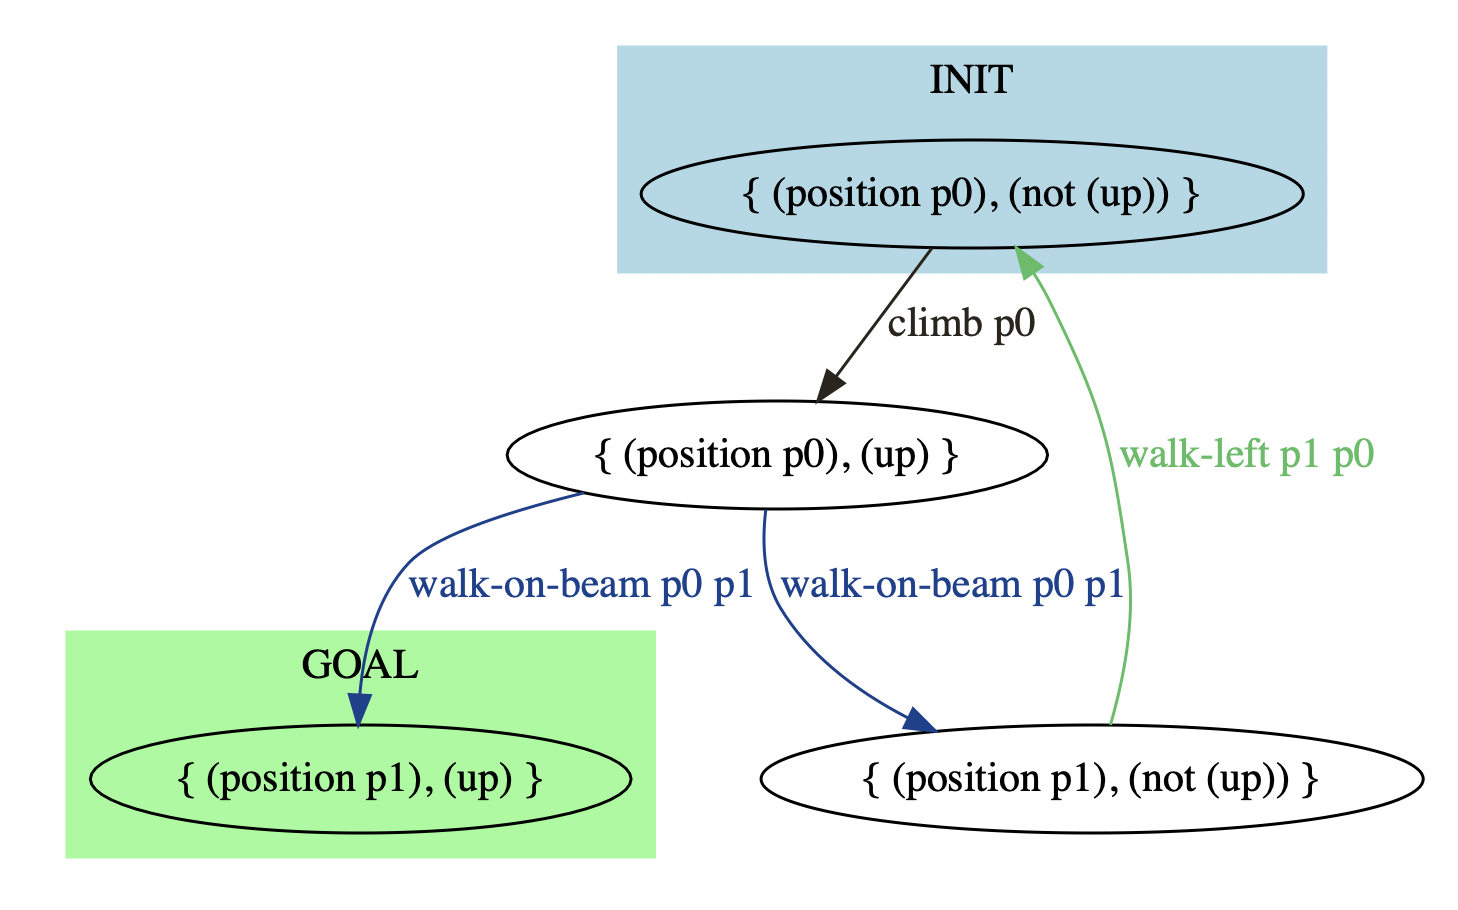 INIT
{ (position p0), (not (up)) }
climb p0
{ (position p0), (up) }
walk-left p1 p0
walk-on-beam p0 p1
walk-on-beam p0 p1
GOAL
{ (position p1), (up) }
{ (position p1), (not (up)) }